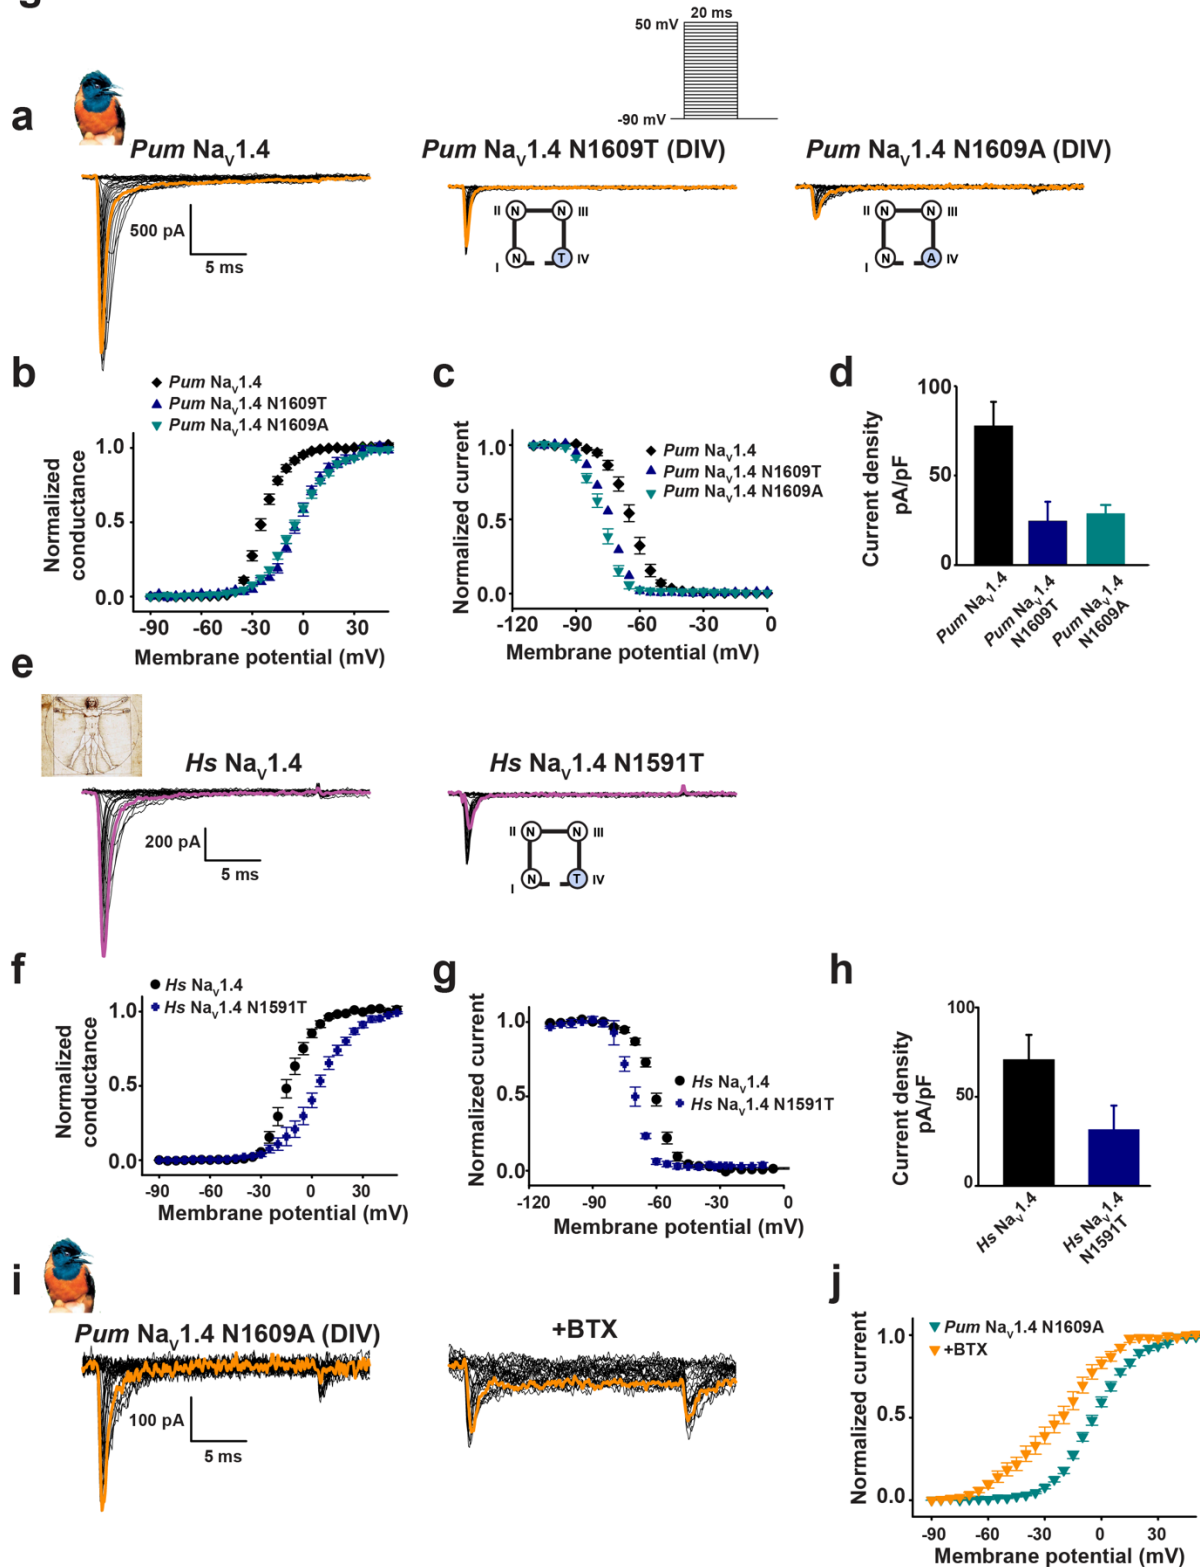 20 ms
50 mV
-90 mV
a
Pum Nav1.4
Pum Nav1.4 N1609T (DIV)
Pum Nav1.4 N1609A (DIV)
500 pA
5 ms
II N N III
I N T IV
II N N III
I N A IV
b
Pum Nav1.4
Pum Nav1.4 N1609T
Pum Nav1.4 N1609A
Normalized
conductance
1.0
0.5
0.0
-90 -60 -30 0 30
Membrane potential (mV)
c
Pum Nav1.4
Pum Nav1.4 N1609T
Pum Nav1.4 N1609A
Normalized current
1.0
0.5
0.0
-120 -90 -60 -30 0
Membrane potential (mV)
d
Current density
pA/pF
100
50
0
Pum Nav1.4
Pum Nav1.4
N1609T
Pum Nav1.4
N1609A
e
Hs Nav1.4
Hs Nav1.4 N1591T
200 pA
5 ms
II N N III
I N T IV
f
Hs Nav1.4
Hs Nav1.4 N1591T
Normalized
conductance
1.0
0.5
0.0
-90 -60 -30 0 30
Membrane potential (mV)
g
Hs Nav1.4
Hs Nav1.4 N1591T
Normalized current
1.0
0.5
0.0
-120 -90 -60 -30 0
Membrane potential (mV)
h
Current density
pA/pF
100
50
0
Hs Nav1.4
Hs Nav1.4
N1591T
i
Pum Nav1.4 N1609A (DIV)
+BTX
100 pA
5 ms
j
Pum Nav1.4 N1609A
+BTX
Normalized current
1.0
0.5
0.0
-90 -60 -30 0 30
Membrane potential (mV)